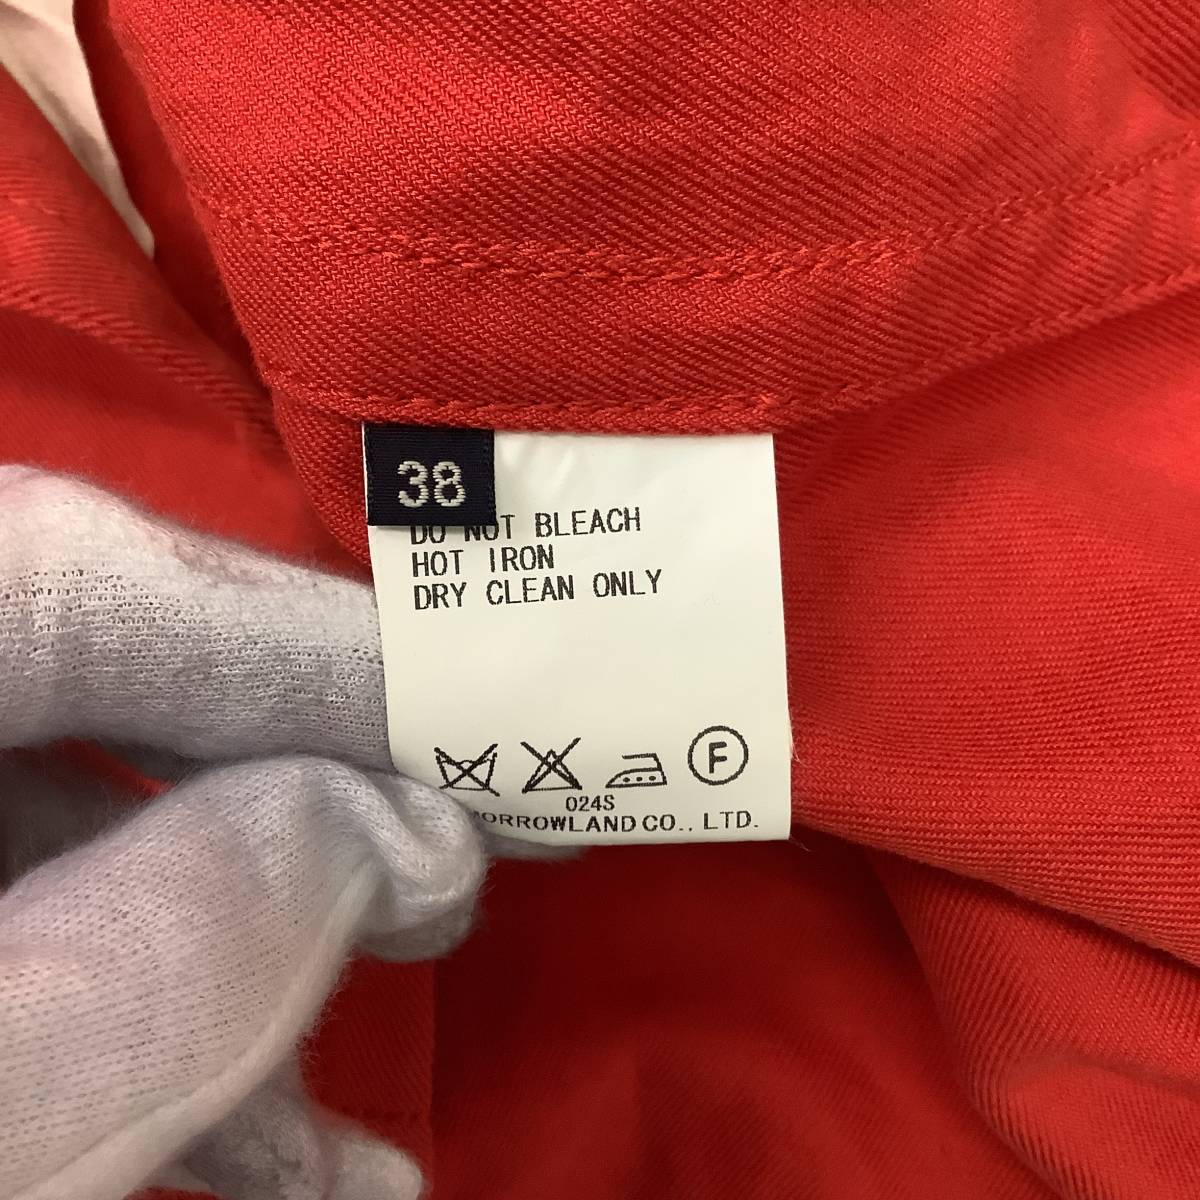 38
DO NOT BLEACH
HOT IRON
DRY CLEAN ONLY
F
024S
MORROWLAND CO., LTD.